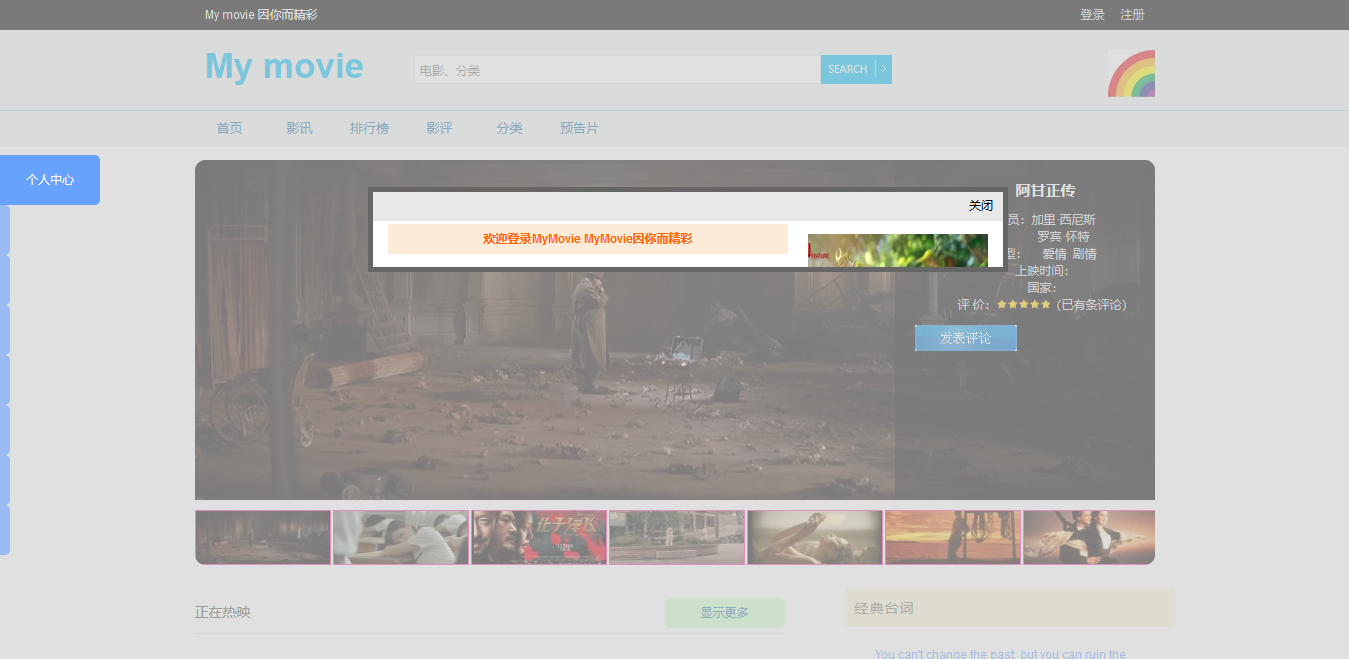 My movie 因你而精彩
登录 注册
My movie
电影、分类
SEARCH
首页 影讯 排行榜 影评 分类 预告片
个人中心
阿甘正传
关闭
员：加里·西尼斯
罗宾·怀特
欢迎登录MyMovie MyMovie因你而精彩
FEATURE
型： 爱情 剧情
上映时间：
国家：
评 价：★★★★★ (已有条评论)
发表评论
让子弹飞
正在热映
显示更多
经典台词
You can't change the past, but you can ruin the